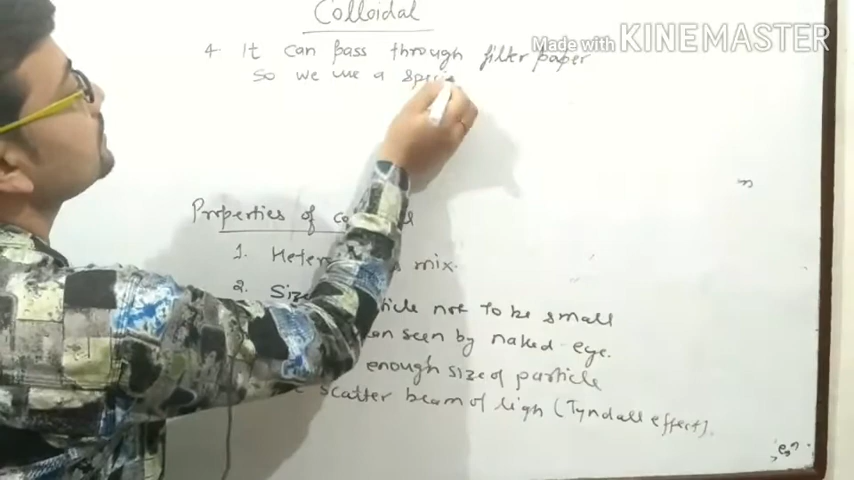 Colloidal
4. It can pass through filter paper
Made with KINEMASTER
So we use a speci
Properties of co
1. Heter mix.
2. Size icle not to be small
en seen by naked-eye.
enough size of particle
scatter beam of ligh (Tyndall effect).